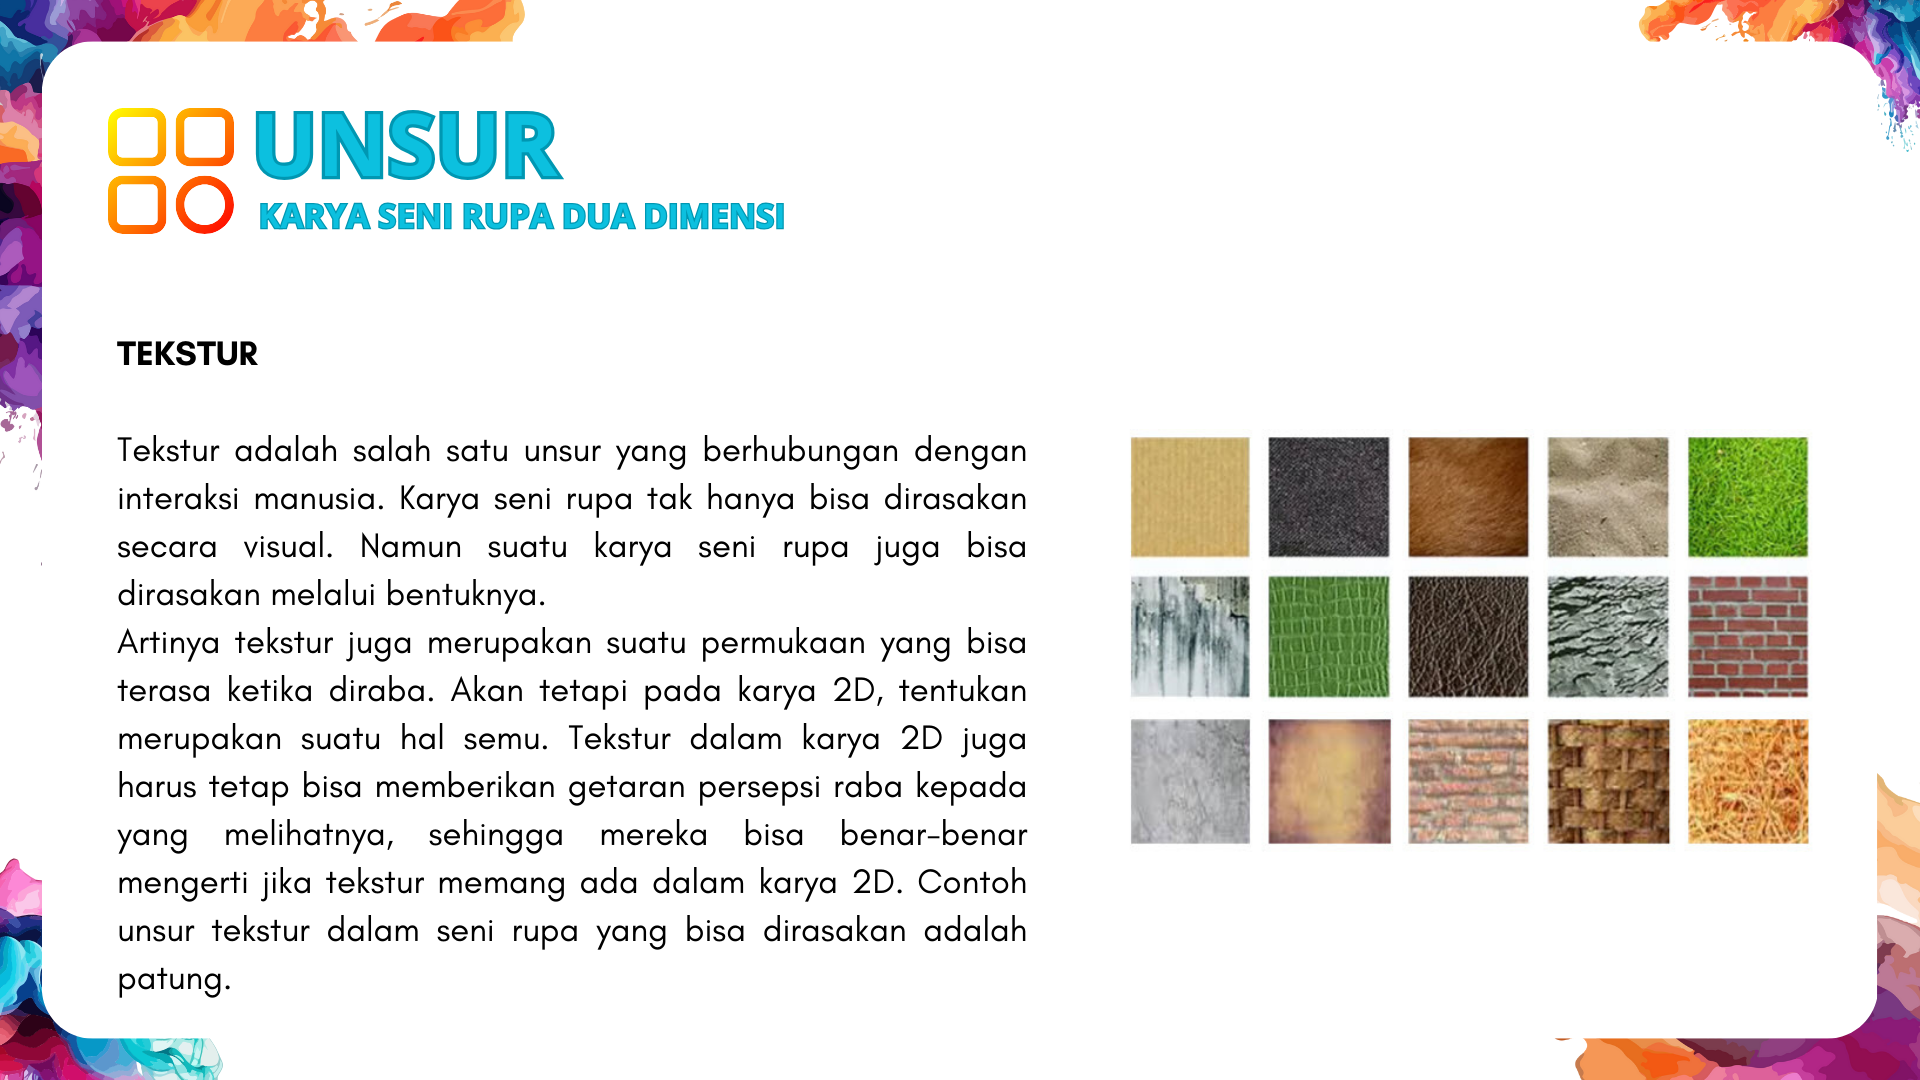 UNSUR
KARYA SENI RUPA DUA DIMENSI
TEKSTUR
Tekstur adalah salah satu unsur yang berhubungan dengan
interaksi manusia. Karya seni rupa tak hanya bisa dirasakan
secara visual. Namun suatu karya seni rupa juga bisa
dirasakan melalui bentuknya.
Artinya tekstur juga merupakan suatu permukaan yang bisa
terasa ketika diraba. Akan tetapi pada karya 2D, tentukan
merupakan suatu hal semu. Tekstur dalam karya 2D juga
harus tetap bisa memberikan getaran persepsi raba kepada
yang melihatnya, sehingga mereka bisa benar-benar
mengerti jika tekstur memang ada dalam karya 2D. Contoh
unsur tekstur dalam seni rupa yang bisa dirasakan adalah
patung.